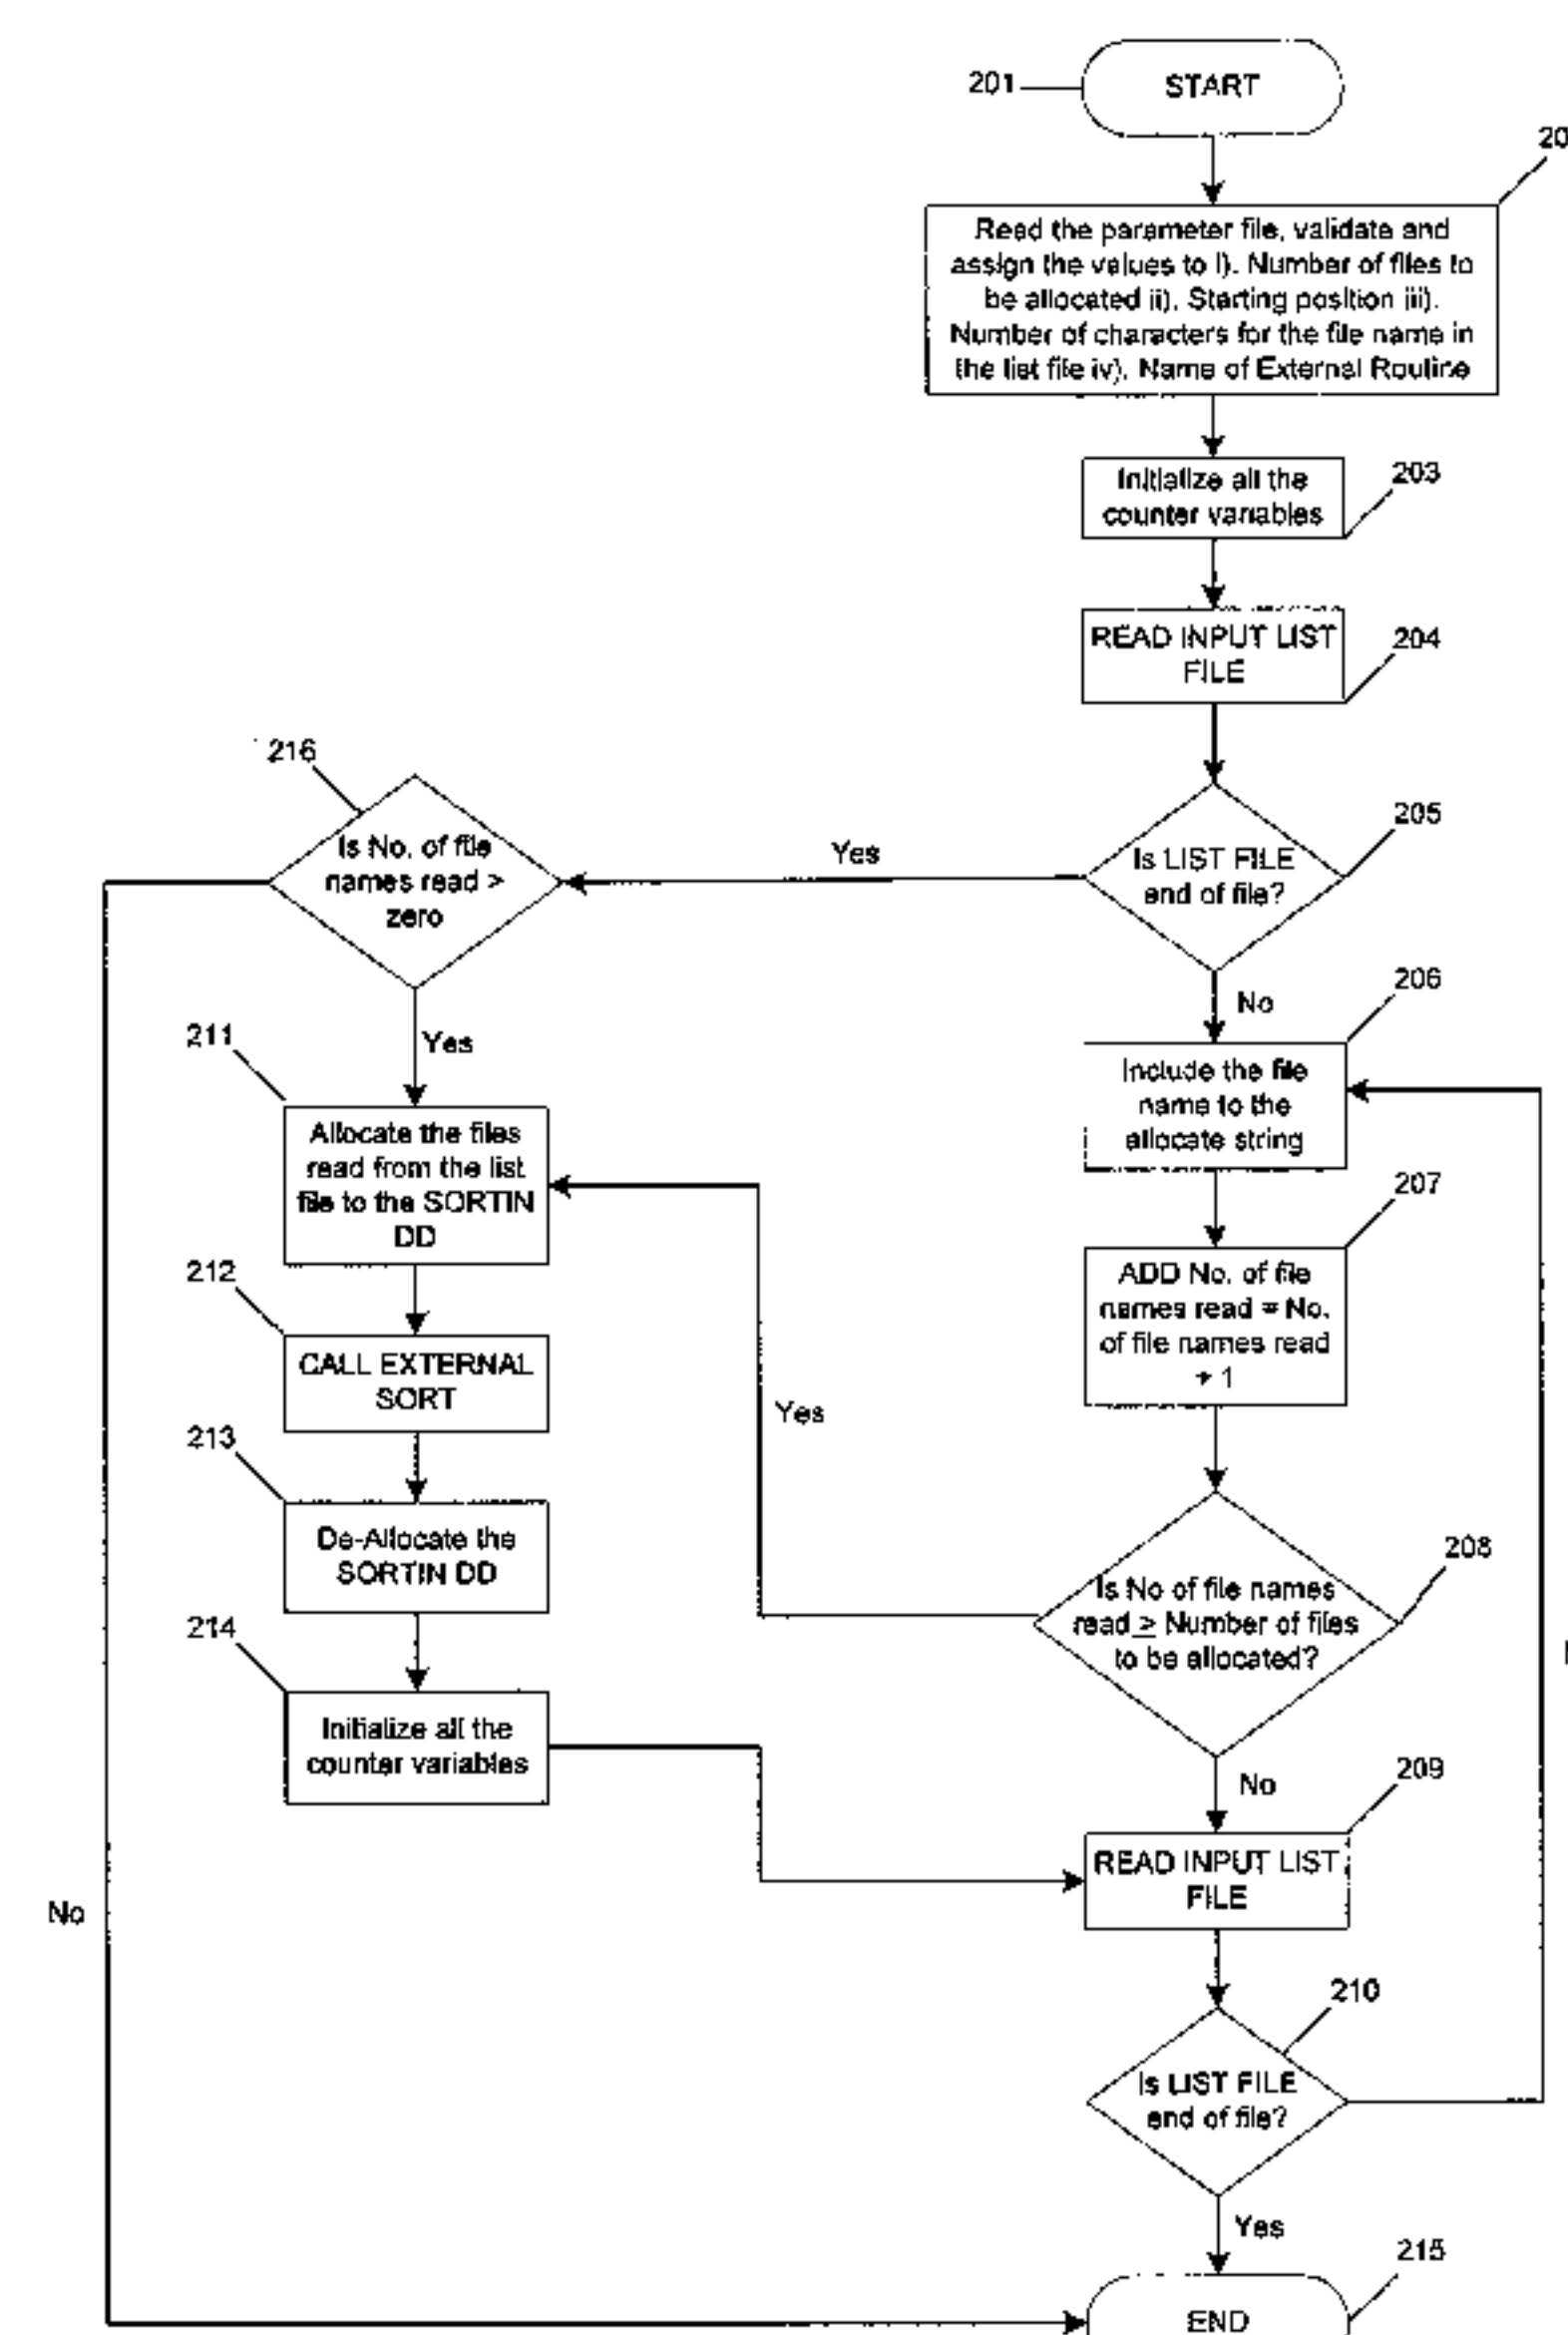 201
START
20
Read the parameter file, validate and
assign the values to i). Number of files to
be allocated ii). Starting position iii).
Number of characters for the file name in
the list file iv). Name of External Routine
Initialize all the
counter variables
203
READ INPUT LIST
FILE
204
216
Is No. of file
names read >
zero
Yes
Is LIST FILE
end of file?
205
No
206
Include the file
name to the
allocate string
211
Yes
Allocate the files
read from the list
file to the SORTIN
DD
207
ADD No. of file
names read = No.
of file names read
+ 1
212
CALL EXTERNAL
SORT
Yes
213
De-Allocate the
SORTIN DD
208
Is No of file names
read ≥ Number of files
to be allocated?
214
Initialize all the
counter variables
No
209
READ INPUT LIST
FILE
No
210
Is LIST FILE
end of file?
Yes
215
END